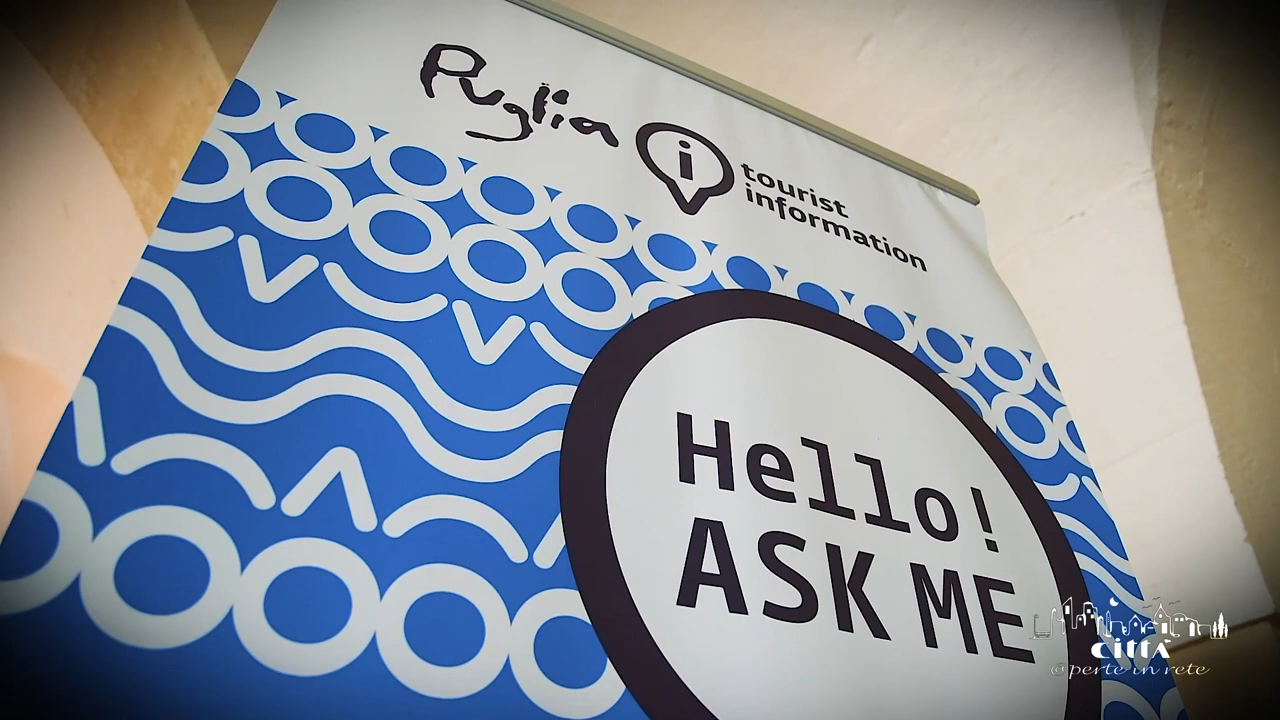 Puglia
i
tourist
information
Hello!
ASK ME
CITTÀ
@perte in rete